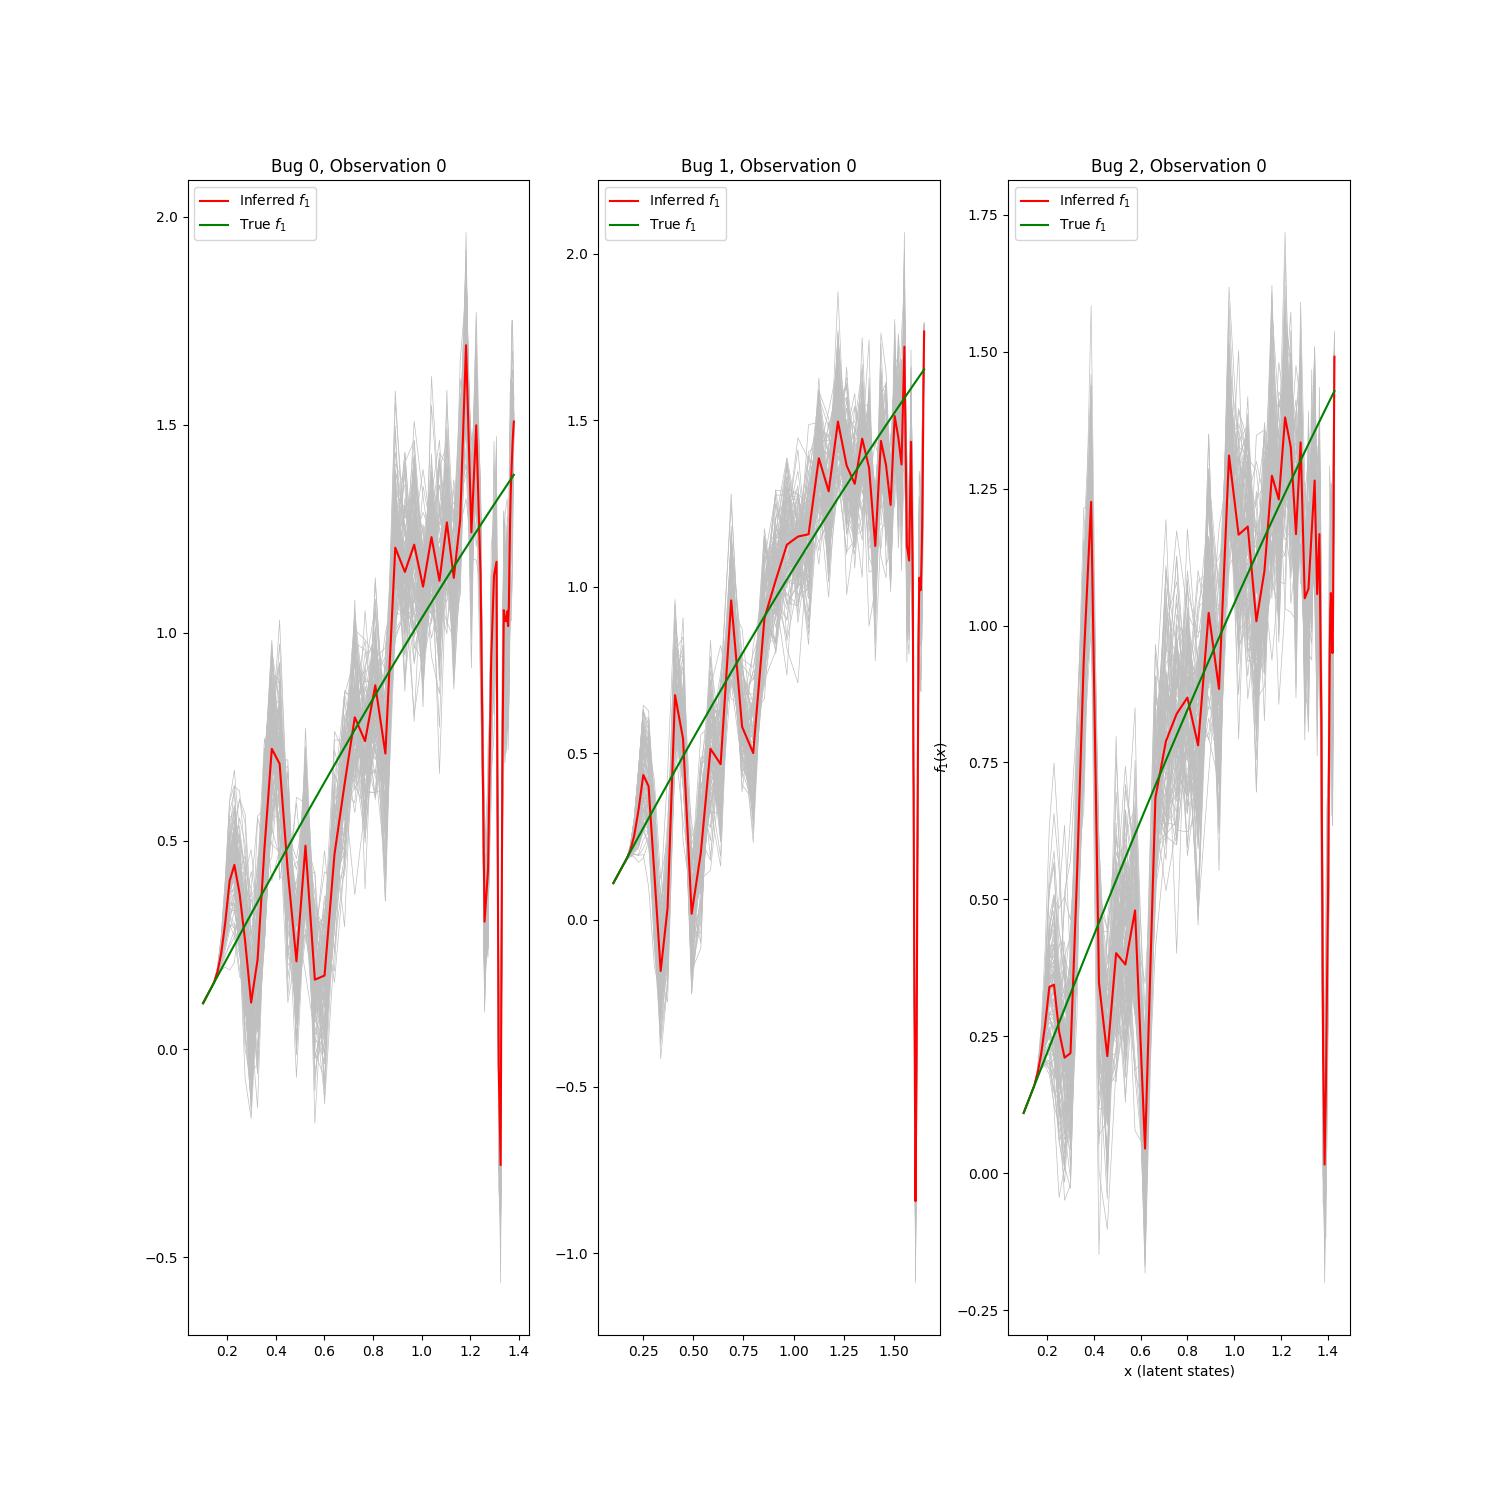 Bug 0, Observation 0
Inferred f₁
True f₁
2.0
1.5
1.0
0.5
0.0
−0.5
0.2 0.4 0.6 0.8 1.0 1.2 1.4
Bug 1, Observation 0
Inferred f₁
True f₁
2.0
1.5
1.0
0.5
0.0
−0.5
−1.0
0.25 0.50 0.75 1.00 1.25 1.50
Bug 2, Observation 0
Inferred f₁
True f₁
f₁(x)
1.75
1.50
1.25
1.00
0.75
0.50
0.25
0.00
−0.25
0.2 0.4 0.6 0.8 1.0 1.2 1.4
x (latent states)